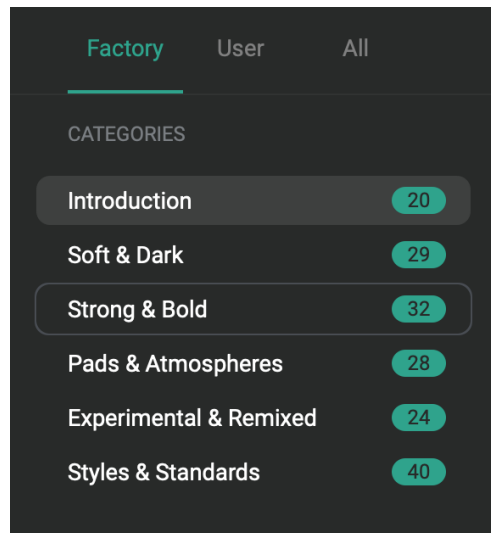 Factory User All
CATEGORIES
Introduction 20
Soft & Dark 29
Strong & Bold 32
Pads & Atmospheres 28
Experimental & Remixed 24
Styles & Standards 40